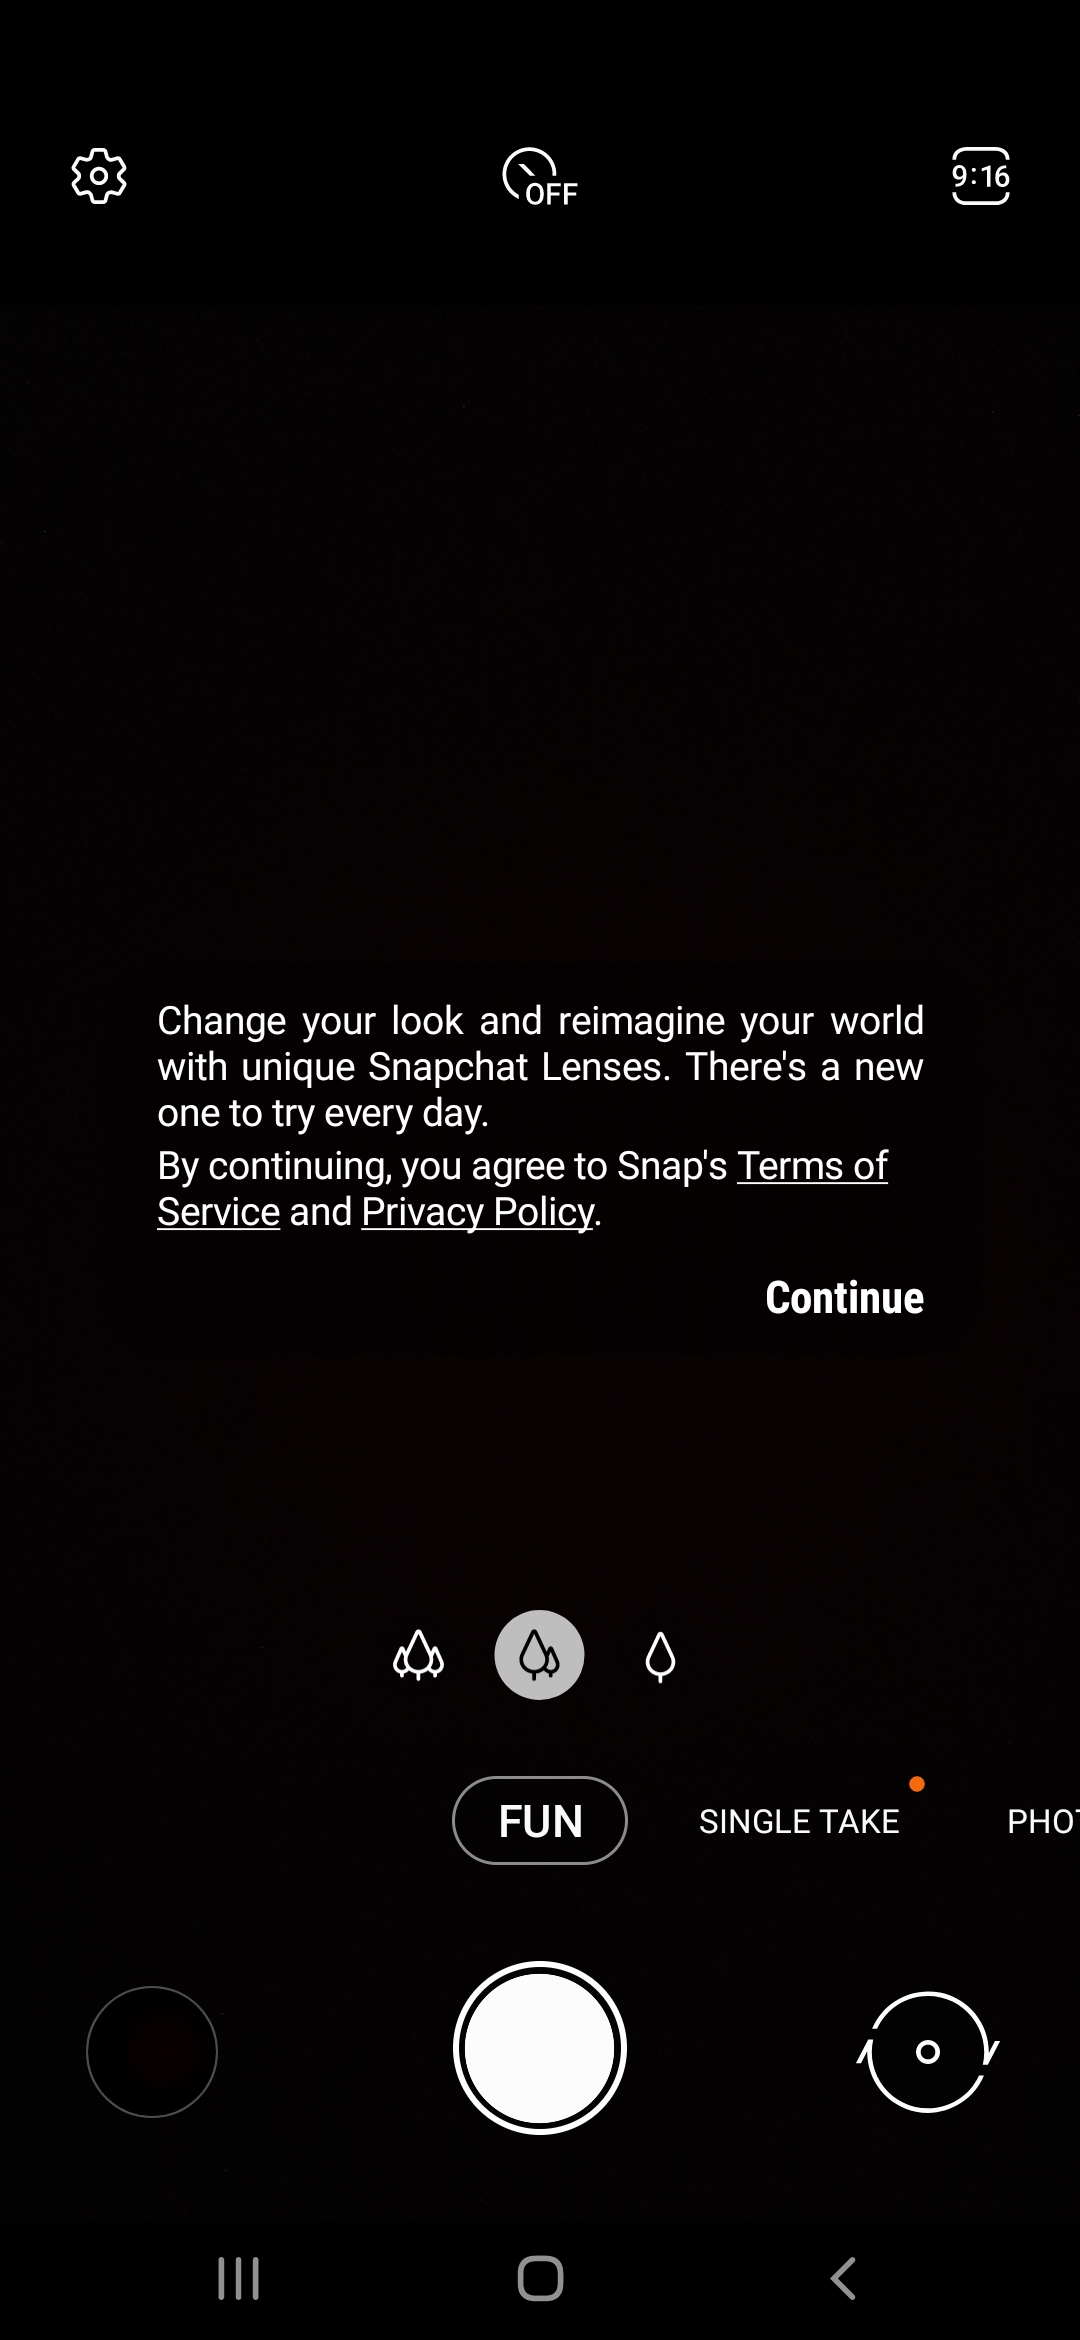 OFF
9:16
Change your look and reimagine your world
with unique Snapchat Lenses. There's a new
one to try every day.
By continuing, you agree to Snap's Terms of
Service and Privacy Policy.
Continue
FUN
SINGLE TAKE
PHOT